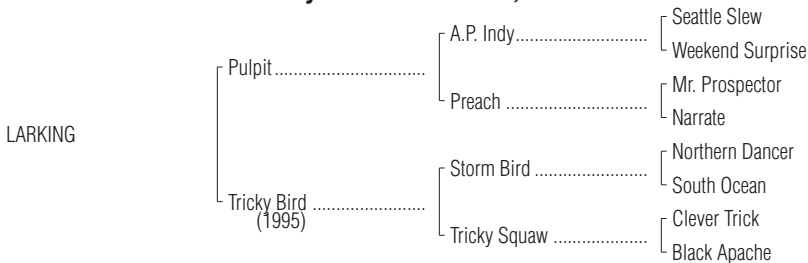 Seattle Slew
A.P. Indy..............................
Weekend Surprise
Pulpit..................................
Mr. Prospector
Preach ................................
Narrate
LARKING
Northern Dancer
Storm Bird ..........................
South Ocean
Tricky Bird ..........................
(1995)
Clever Trick
Tricky Squaw ......................
Black Apache